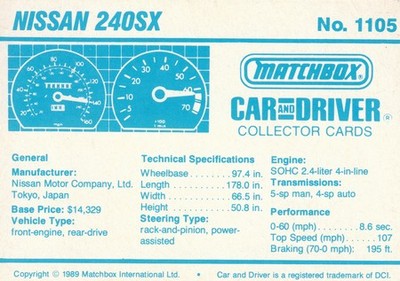 NISSAN 240SX
No. 1105
MATCHBOX
CAR AND DRIVER®
COLLECTOR CARDS
General
Manufacturer:
Nissan Motor Company, Ltd.
Tokyo, Japan
Base Price: $14,329
Vehicle Type:
front-engine, rear-drive
Technical Specifications
Wheelbase . . . . . . . . 97.4 in.
Length . . . . . . . . . . . 178.0 in.
Width . . . . . . . . . . . . 66.5 in.
Height . . . . . . . . . . . . 50.8 in.
Steering Type:
rack-and-pinion, power-
assisted
Engine:
SOHC 2.4-liter 4-in-line
Transmissions:
5-sp man, 4-sp auto
Performance
0-60 (mph) . . . . . . . . 8.6 sec.
Top Speed (mph) . . . . . 107
Braking (70-0 mph): 195 ft.
Copyright © 1989 Matchbox International Ltd. • Car and Driver is a registered trademark of DCI.